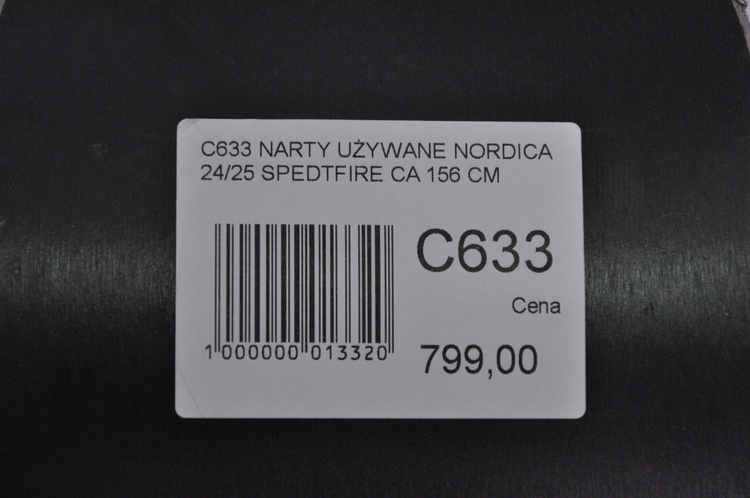 C633 NARTY UŻYWANE NORDICA
24/25 SPEDTFIRE CA 156 CM
C633
Cena
1 000000 013320
799,00